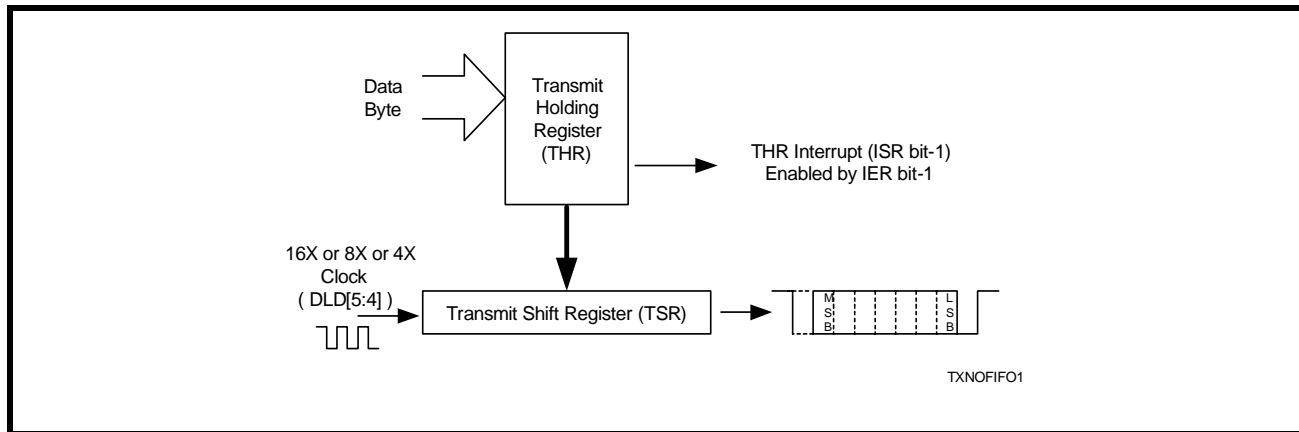 Data
Byte
Transmit
Holding
Register
(THR)
THR Interrupt (ISR bit-1)
Enabled by IER bit-1
16X or 8X or 4X
Clock
( DLD[5:4] )
Transmit Shift Register (TSR)
M
S
B
L
S
B
TXNOFIFO1